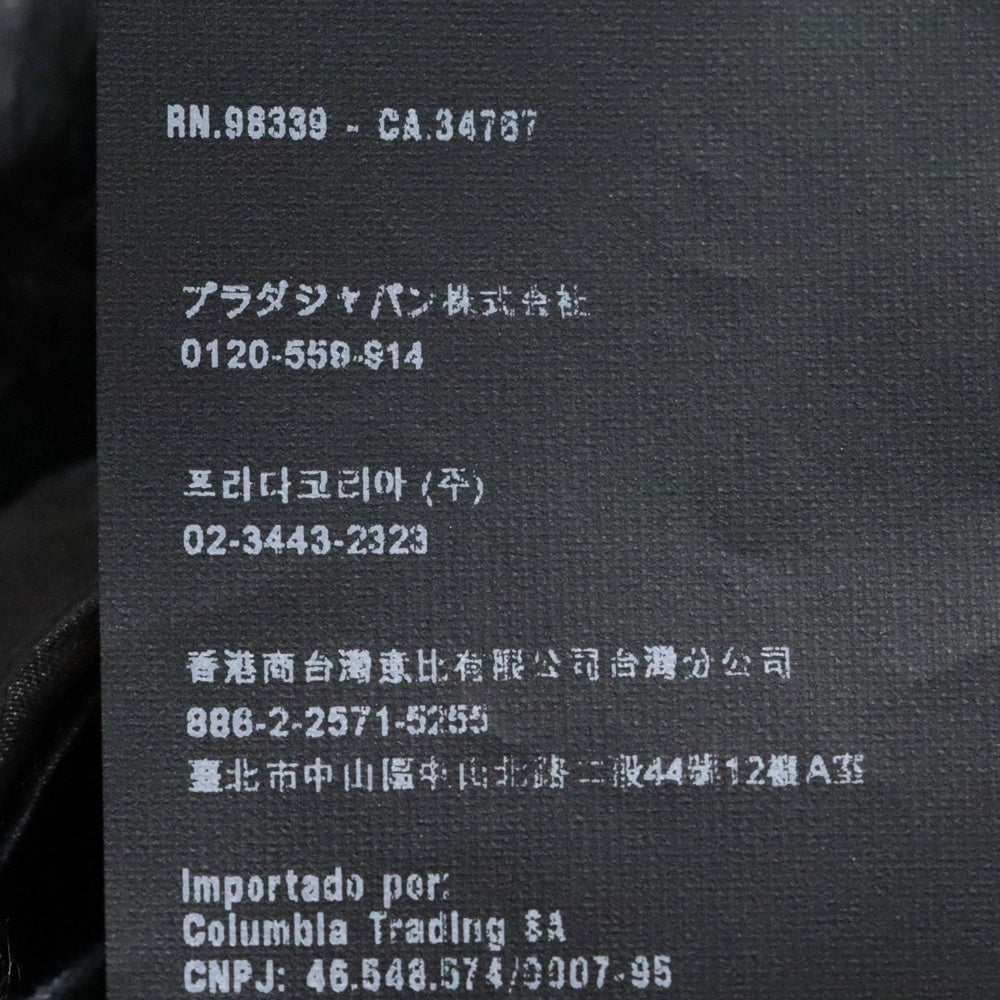 RN.98339 - CA.34767
プラダジャパン株式会社
0120-559-914
프라다코리아 (주)
02-3443-2323
香港商台灣惠比有限公司台灣分公司
886-2-2571-5255
臺北市中山區中山北路二段44號12樓A室
Importado por:
Columbia Trading SA
CNPJ: 46.548.574/0007-95